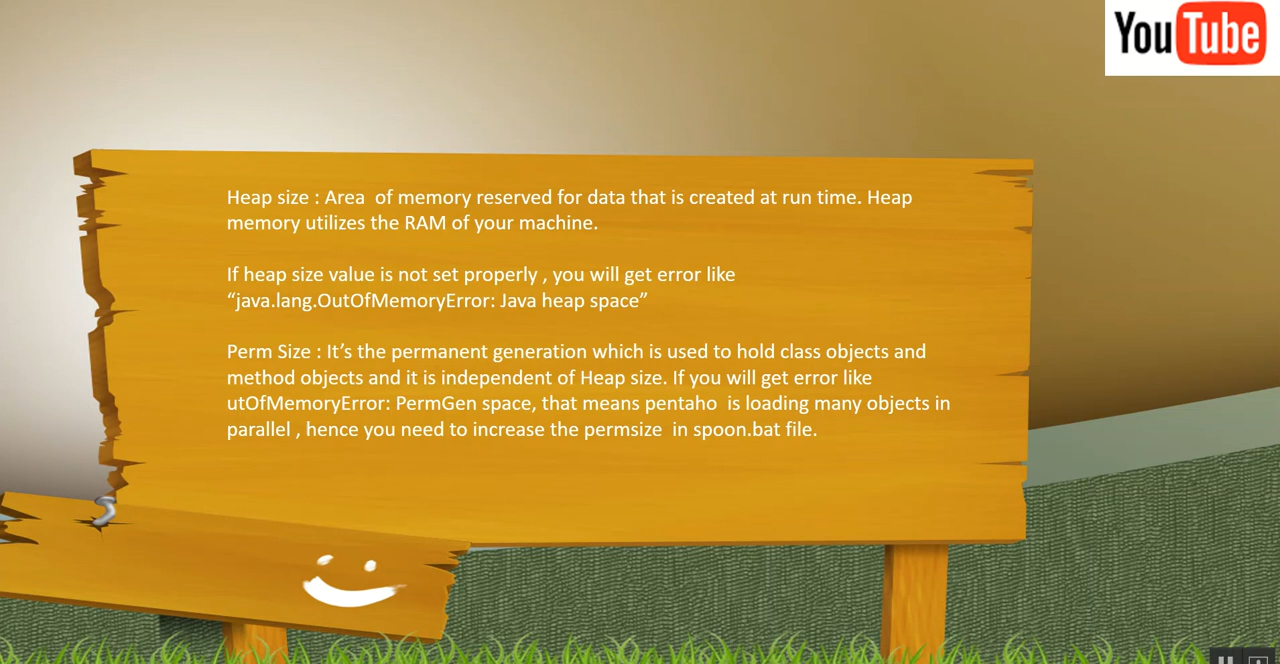 YouTube
Heap size : Area  of memory reserved for data that is created at run time. Heap
memory utilizes the RAM of your machine.
If heap size value is not set properly , you will get error like
“java.lang.OutOfMemoryError: Java heap space”
Perm Size : It’s the permanent generation which is used to hold class objects and
method objects and it is independent of Heap size. If you will get error like
utOfMemoryError: PermGen space, that means pentaho  is loading many objects in
parallel , hence you need to increase the permsize  in spoon.bat file.